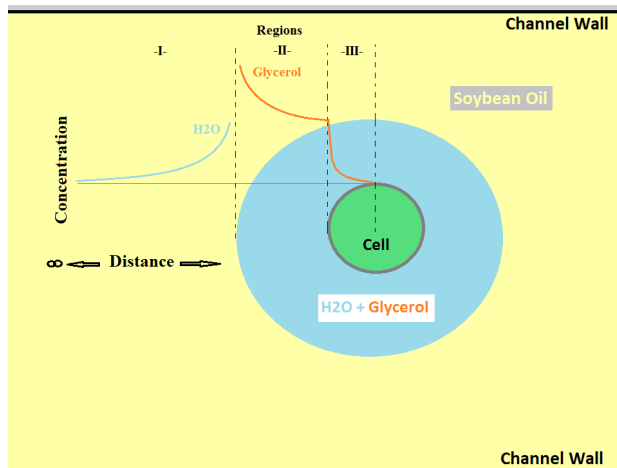 Channel Wall
Regions
-I-
-II-
-III-
Glycerol
Soybean Oil
H2O
Concentration
Cell
∞
Distance
H2O + Glycerol
Channel Wall